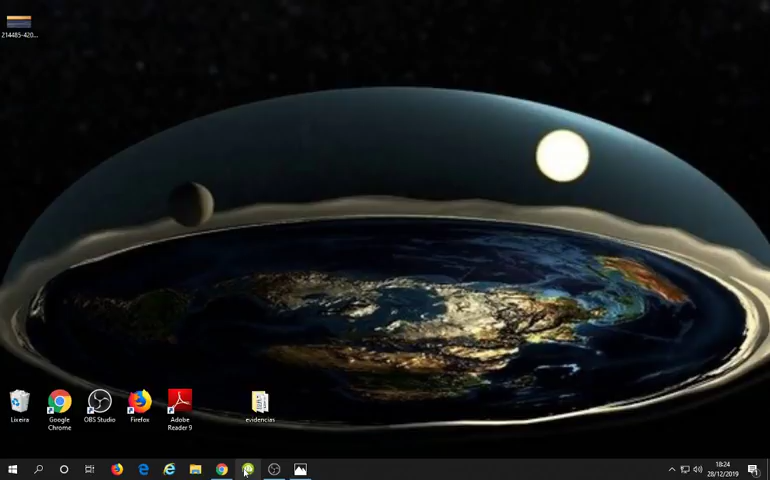 214485-420...
Lixeira
Google Chrome
OBS Studio
Firefox
Adobe Reader 9
evidencias
18:24
28/12/2019